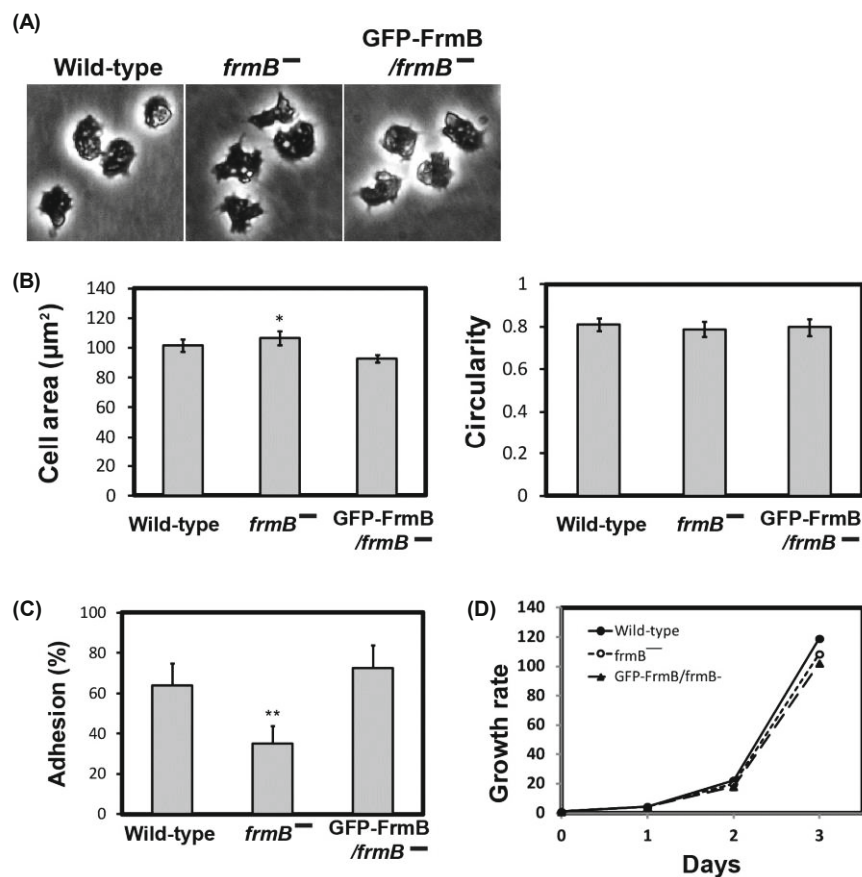 (A)
Wild-type
frmB—
GFP-FrmB
/frmB—
(B)
Cell area (µm²)
140
120
100
80
60
40
20
0
*
Wild-type
frmB—
GFP-FrmB
/frmB—
Circularity
1
0.8
0.6
0.4
0.2
0
Wild-type
frmB—
GFP-FrmB
/frmB—
(C)
Adhesion (%)
100
80
60
40
20
0
**
Wild-type
frmB—
GFP-FrmB
/frmB—
(D)
Growth rate
140
120
100
80
60
40
20
0
Wild-type
frmB—
GFP-FrmB/frmB-
0
1
2
3
Days